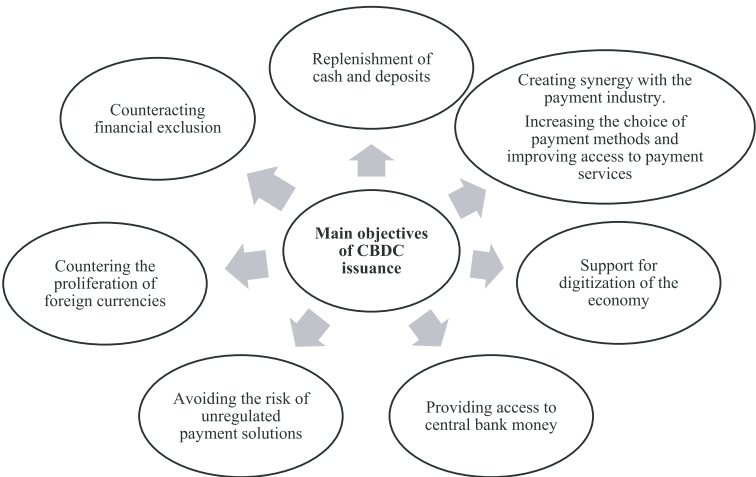 Replenishment of
cash and deposits
Creating synergy with the
payment industry.
Increasing the choice of
payment methods and
improving access to payment
services
Counteracting
financial exclusion
Main objectives
of CBDC
issuance
Countering the
proliferation of
foreign currencies
Support for
digitization of the
economy
Avoiding the risk of
unregulated
payment solutions
Providing access to
central bank money